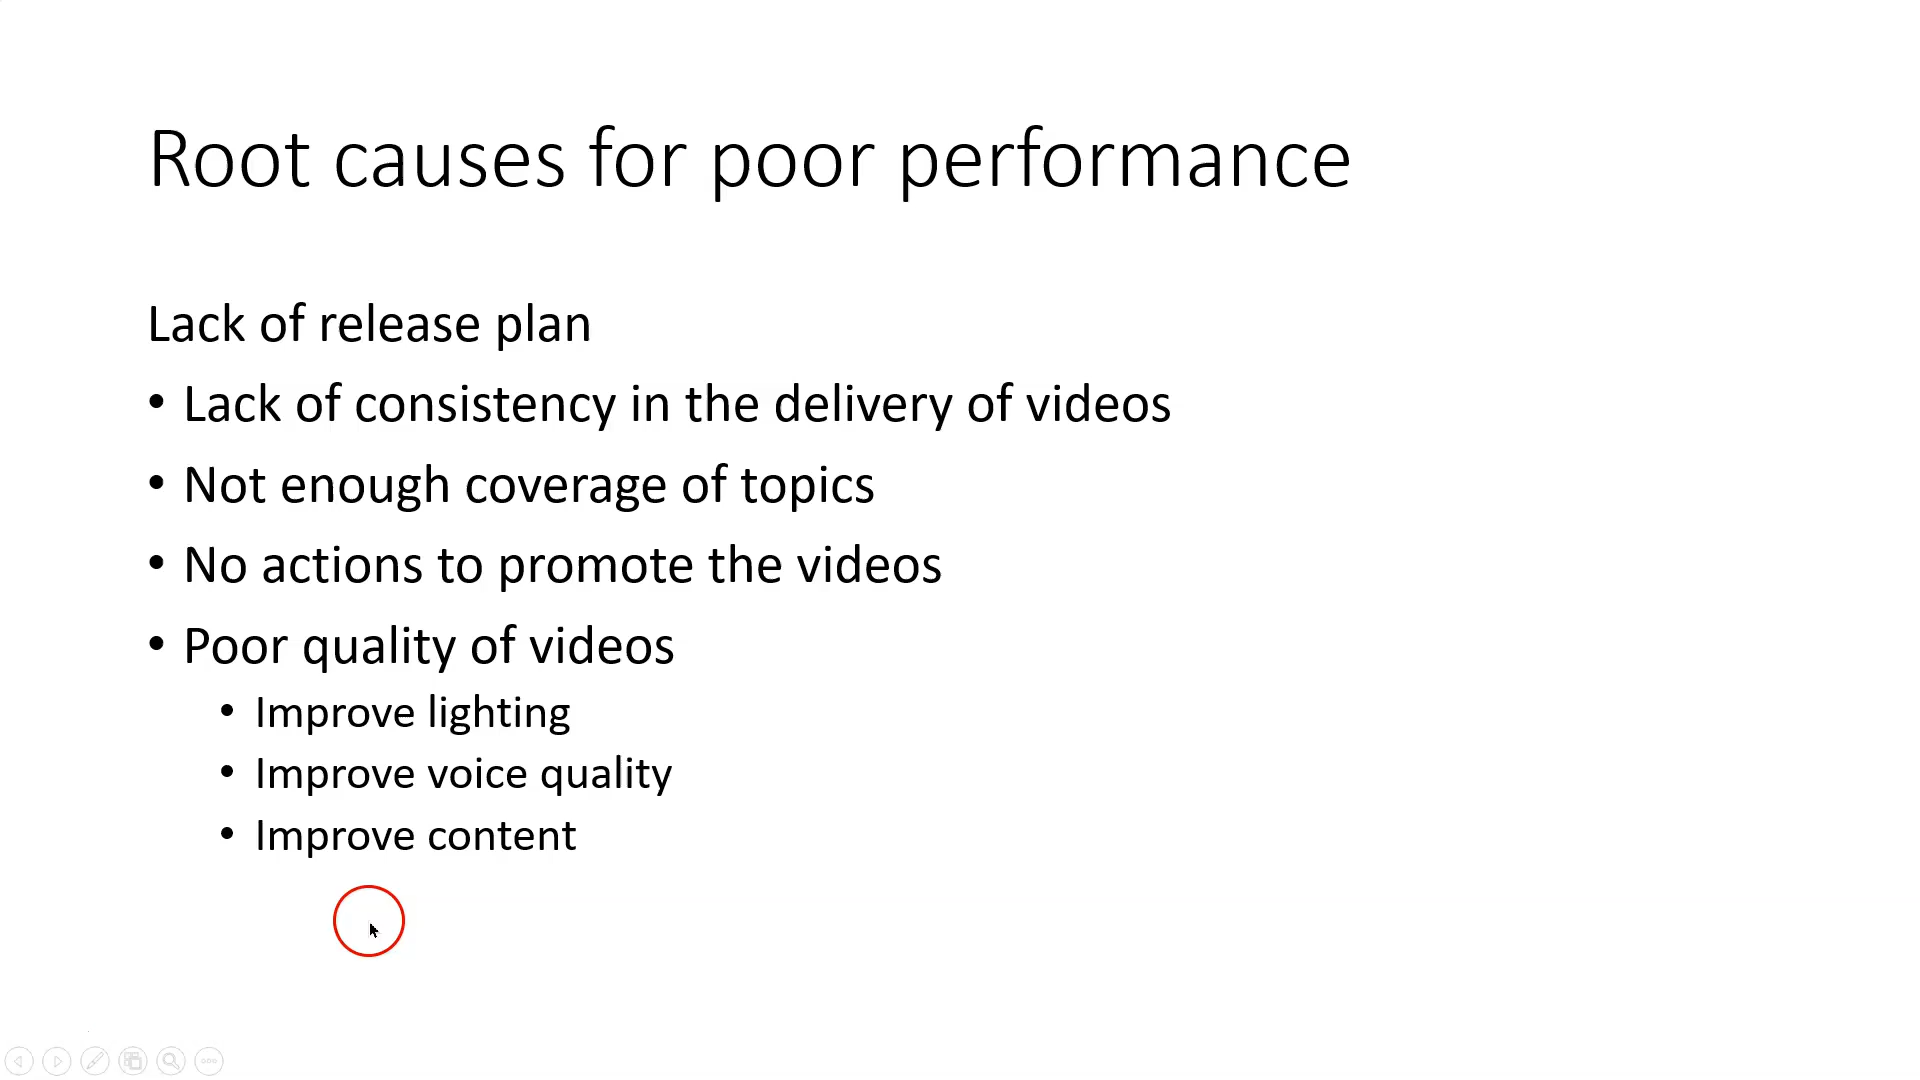 Root causes for poor performance
Lack of release plan
• Lack of consistency in the delivery of videos
• Not enough coverage of topics
• No actions to promote the videos
• Poor quality of videos
• Improve lighting
• Improve voice quality
• Improve content